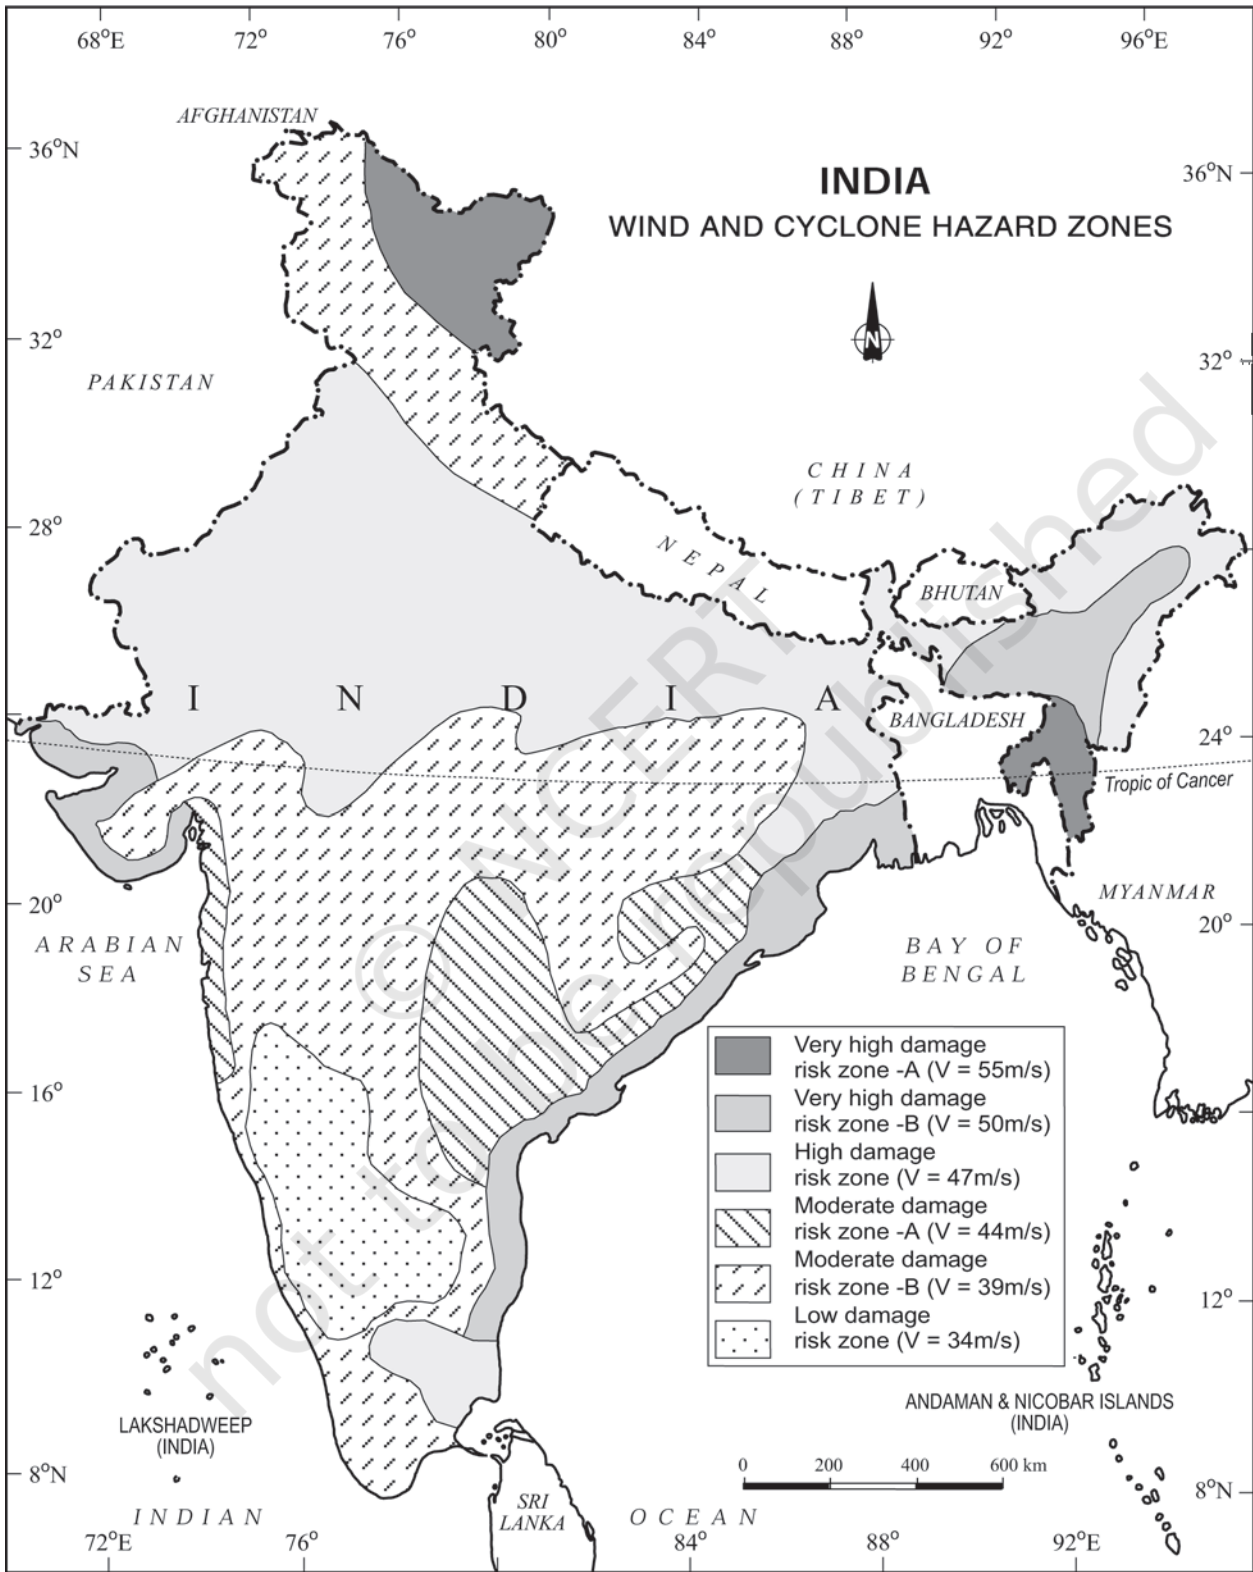 68°E 72° 76° 80° 84° 88° 92° 96°E
AFGHANISTAN
36°N
36°N
INDIA
WIND AND CYCLONE HAZARD ZONES
N
32°
32°
PAKISTAN
CHINA
(TIBET)
28°
NEPAL
BHUTAN
I N D I A
BANGLADESH
24°
Tropic of Cancer
20°
MYANMAR
20°
ARABIAN
SEA
BAY OF
BENGAL
Very high damage
risk zone -A (V = 55m/s)
Very high damage
risk zone -B (V = 50m/s)
High damage
risk zone (V = 47m/s)
Moderate damage
risk zone -A (V = 44m/s)
Moderate damage
risk zone -B (V = 39m/s)
Low damage
risk zone (V = 34m/s)
16°
12°
12°
LAKSHADWEEP
(INDIA)
ANDAMAN & NICOBAR ISLANDS
(INDIA)
0 200 400 600 km
8°N
8°N
SRI
LANKA
INDIAN OCEAN
72°E 76° 84° 88° 92°E
© NCERT
not to be republished